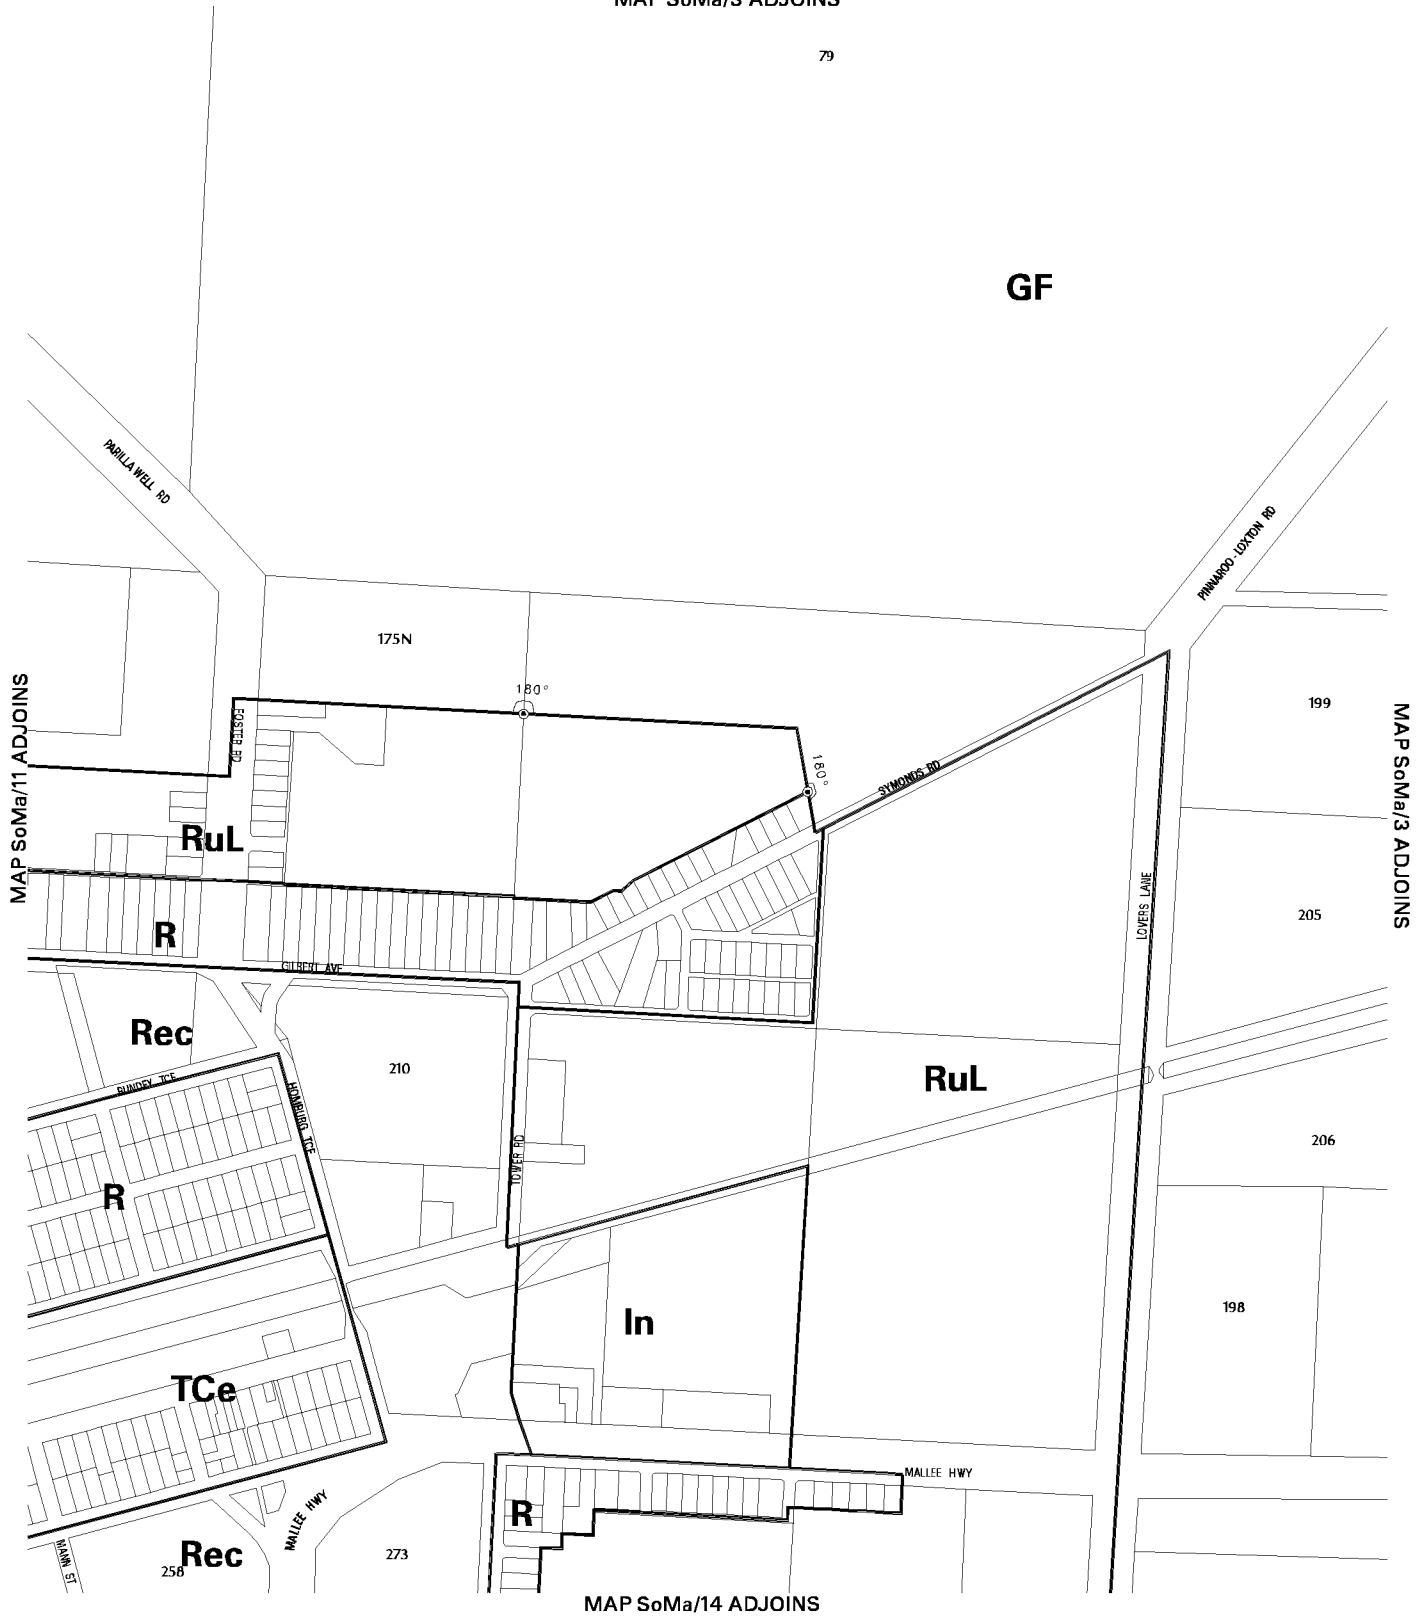 MAP SoMa/3 ADJOINS
79
GF
PARILLA WELL RD
PINNAROO - LOXTON RD
175N
180°
FOSTER RD
180°
SYMONDS RD
199
MAP SoMa/11 ADJOINS
MAP SoMa/3 ADJOINS
RuL
LOVERS LANE
205
R
GILBERT AVE
Rec
210
RuL
BUNDEY TCE
HOMBURG TCE
TOWER RD
206
R
In
198
TCe
MALLEE HWY
R
MALLEE HWY
MANN ST
258
Rec
273
MAP SoMa/14 ADJOINS